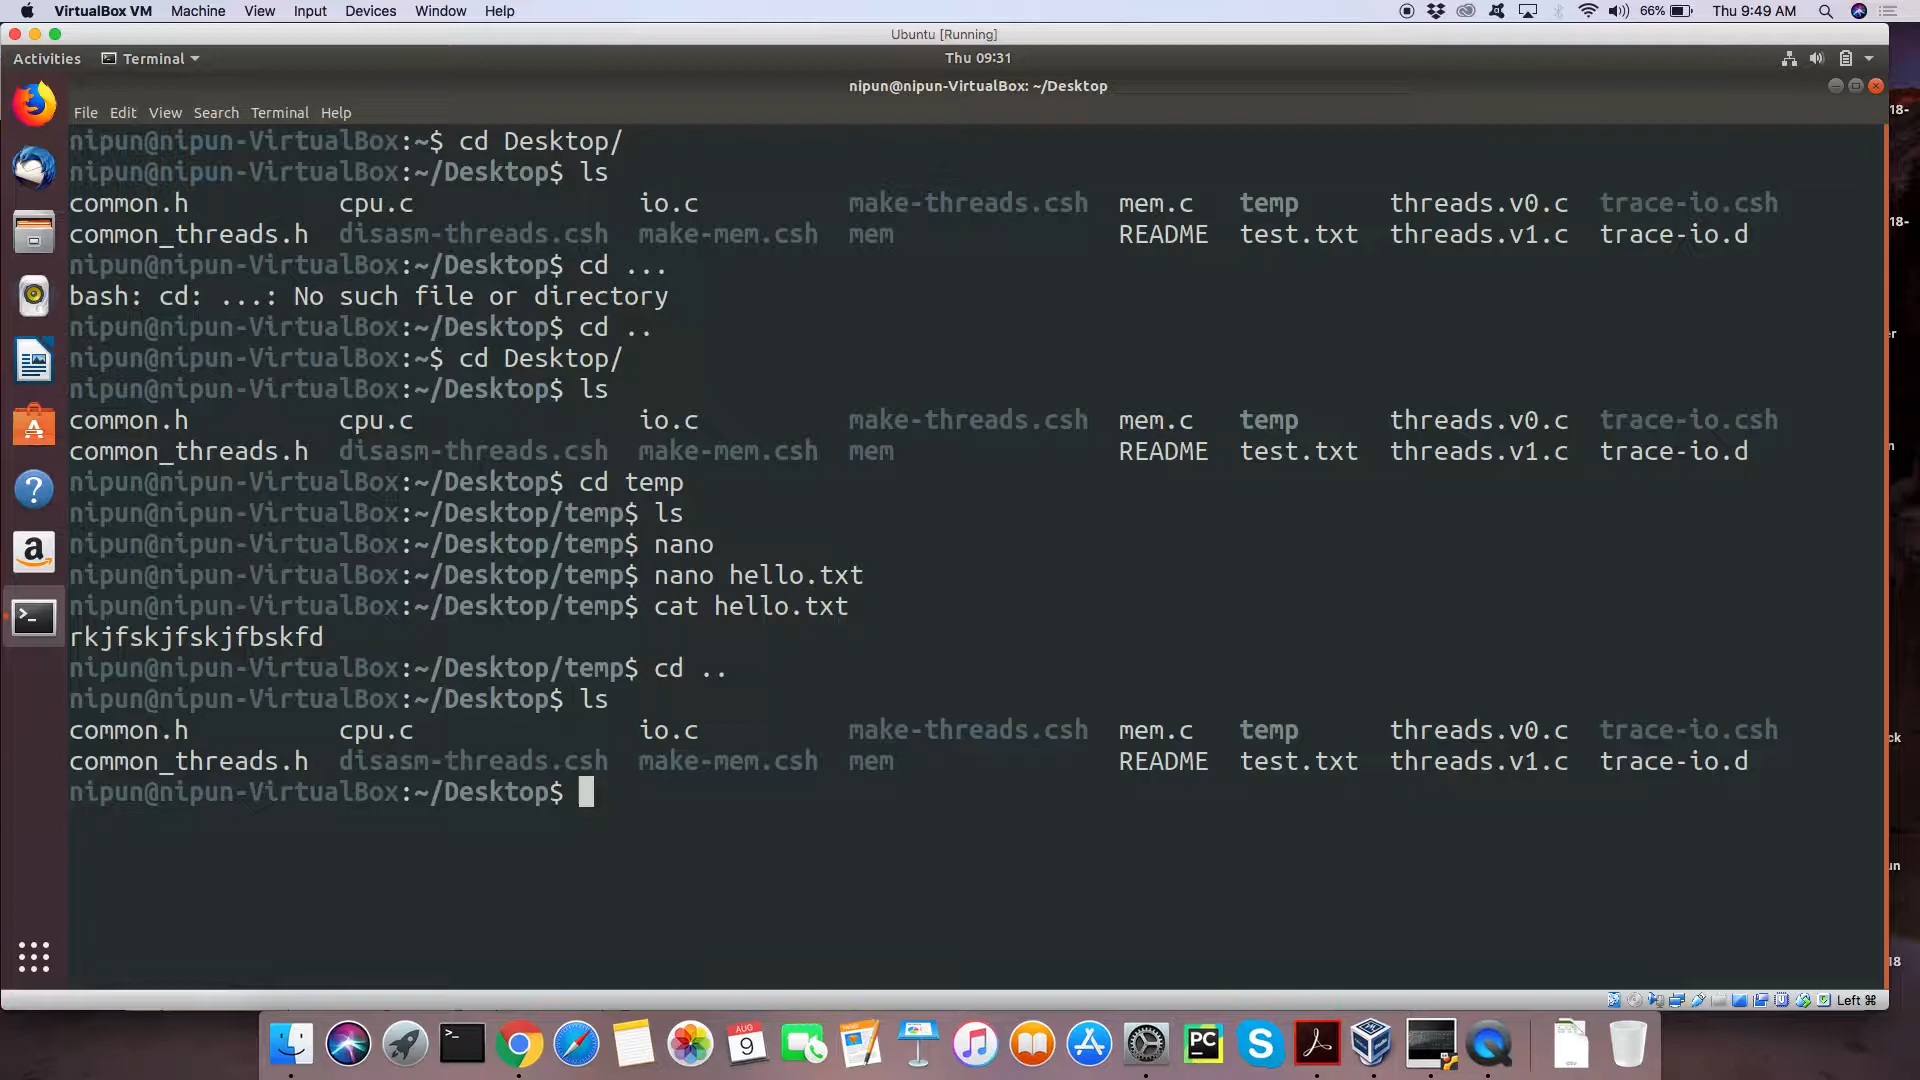 VirtualBox VM Machine View Input Devices Window Help 66% Thu 9:49 AM
Ubuntu [Running]
Activities Terminal Thu 09:31
nipun@nipun-VirtualBox: ~/Desktop
File Edit View Search Terminal Help
nipun@nipun-VirtualBox:~$ cd Desktop/
nipun@nipun-VirtualBox:~/Desktop$ ls
common.h cpu.c io.c make-threads.csh mem.c temp threads.v0.c trace-io.csh
common_threads.h disasm-threads.csh make-mem.csh mem README test.txt threads.v1.c trace-io.d
nipun@nipun-VirtualBox:~/Desktop$ cd ...
bash: cd: ...: No such file or directory
nipun@nipun-VirtualBox:~/Desktop$ cd ..
nipun@nipun-VirtualBox:~$ cd Desktop/
nipun@nipun-VirtualBox:~/Desktop$ ls
common.h cpu.c io.c make-threads.csh mem.c temp threads.v0.c trace-io.csh
common_threads.h disasm-threads.csh make-mem.csh mem README test.txt threads.v1.c trace-io.d
nipun@nipun-VirtualBox:~/Desktop$ cd temp
nipun@nipun-VirtualBox:~/Desktop/temp$ ls
nipun@nipun-VirtualBox:~/Desktop/temp$ nano
nipun@nipun-VirtualBox:~/Desktop/temp$ nano hello.txt
nipun@nipun-VirtualBox:~/Desktop/temp$ cat hello.txt
rkjfskjfskjfbskfd
nipun@nipun-VirtualBox:~/Desktop/temp$ cd ..
nipun@nipun-VirtualBox:~/Desktop$ ls
common.h cpu.c io.c make-threads.csh mem.c temp threads.v0.c trace-io.csh
common_threads.h disasm-threads.csh make-mem.csh mem README test.txt threads.v1.c trace-io.d
nipun@nipun-VirtualBox:~/Desktop$
Left ⌘
AUG
9
PC